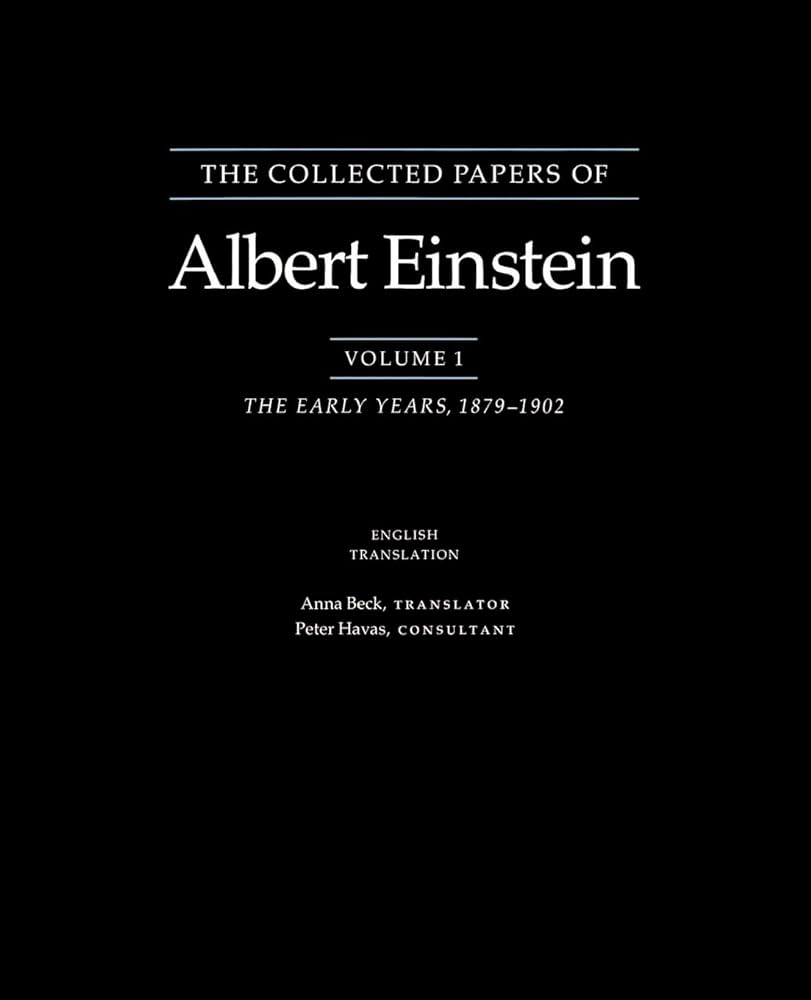 THE COLLECTED PAPERS OF
Albert Einstein
VOLUME 1
THE EARLY YEARS, 1879–1902
ENGLISH
TRANSLATION
Anna Beck, TRANSLATOR
Peter Havas, CONSULTANT